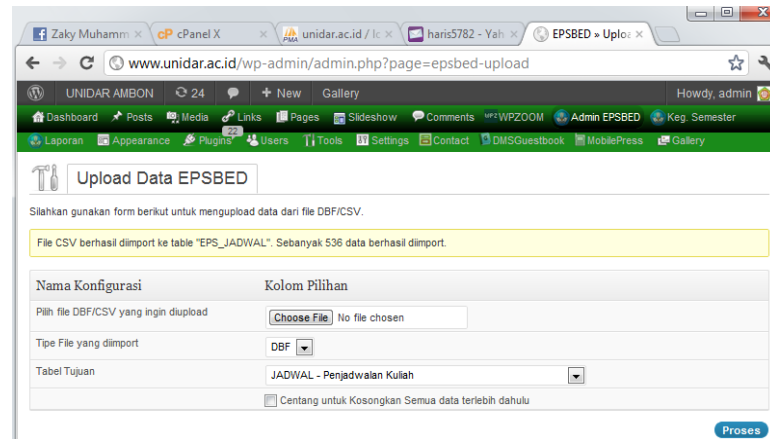 Zaky Muhamm
cPanel X
unidar.ac.id / lc
haris5782 - Yah
EPSBED » Uploa
www.unidar.ac.id/wp-admin/admin.php?page=epsbed-upload
UNIDAR AMBON 24 + New Gallery Howdy, admin
Dashboard Posts Media Links Pages Slideshow Comments WPZ WPZOOM Admin EPSBED Keg. Semester
Laporan Appearance Plugins 22 Users Tools Settings Contact DMSGuestbook MobilePress Gallery
Upload Data EPSBED
Silahkan gunakan form berikut untuk mengupload data dari file DBF/CSV.
File CSV berhasil diimport ke table "EPS_JADWAL". Sebanyak 536 data berhasil diimport.
Nama Konfigurasi Kolom Pilihan
Pilih file DBF/CSV yang ingin diupload Choose File No file chosen
Tipe File yang diimport DBF
Tabel Tujuan JADWAL - Penjadwalan Kuliah
Centang untuk Kosongkan Semua data terlebih dahulu
Proses